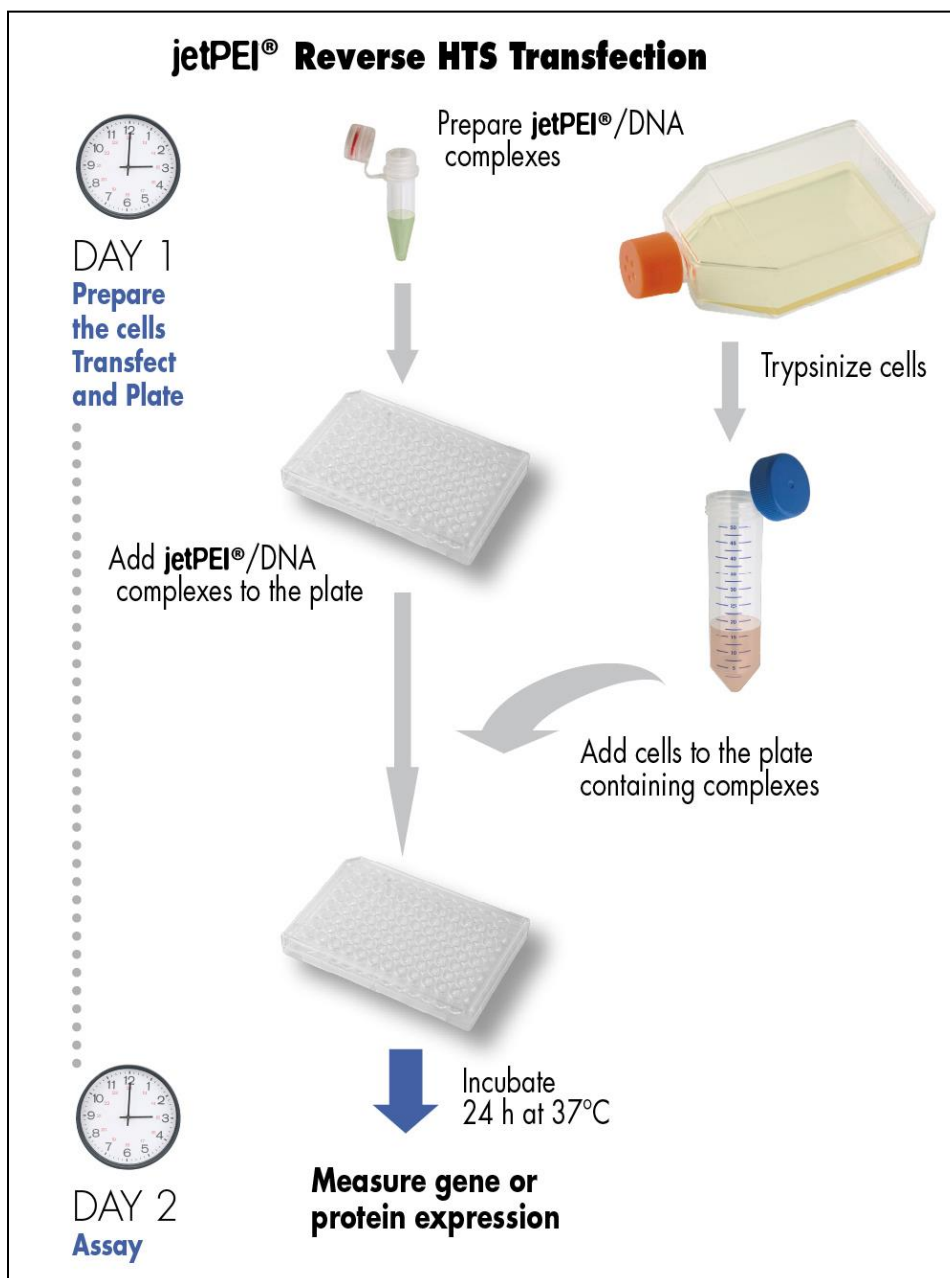 jetPEI® Reverse HTS Transfection
Prepare jetPEI®/DNA
complexes
DAY 1
Prepare
the cells
Transfect
and Plate
Trypsinize cells
Add jetPEI®/DNA
complexes to the plate
Add cells to the plate
containing complexes
Incubate
24 h at 37°C
Measure gene or
protein expression
DAY 2
Assay